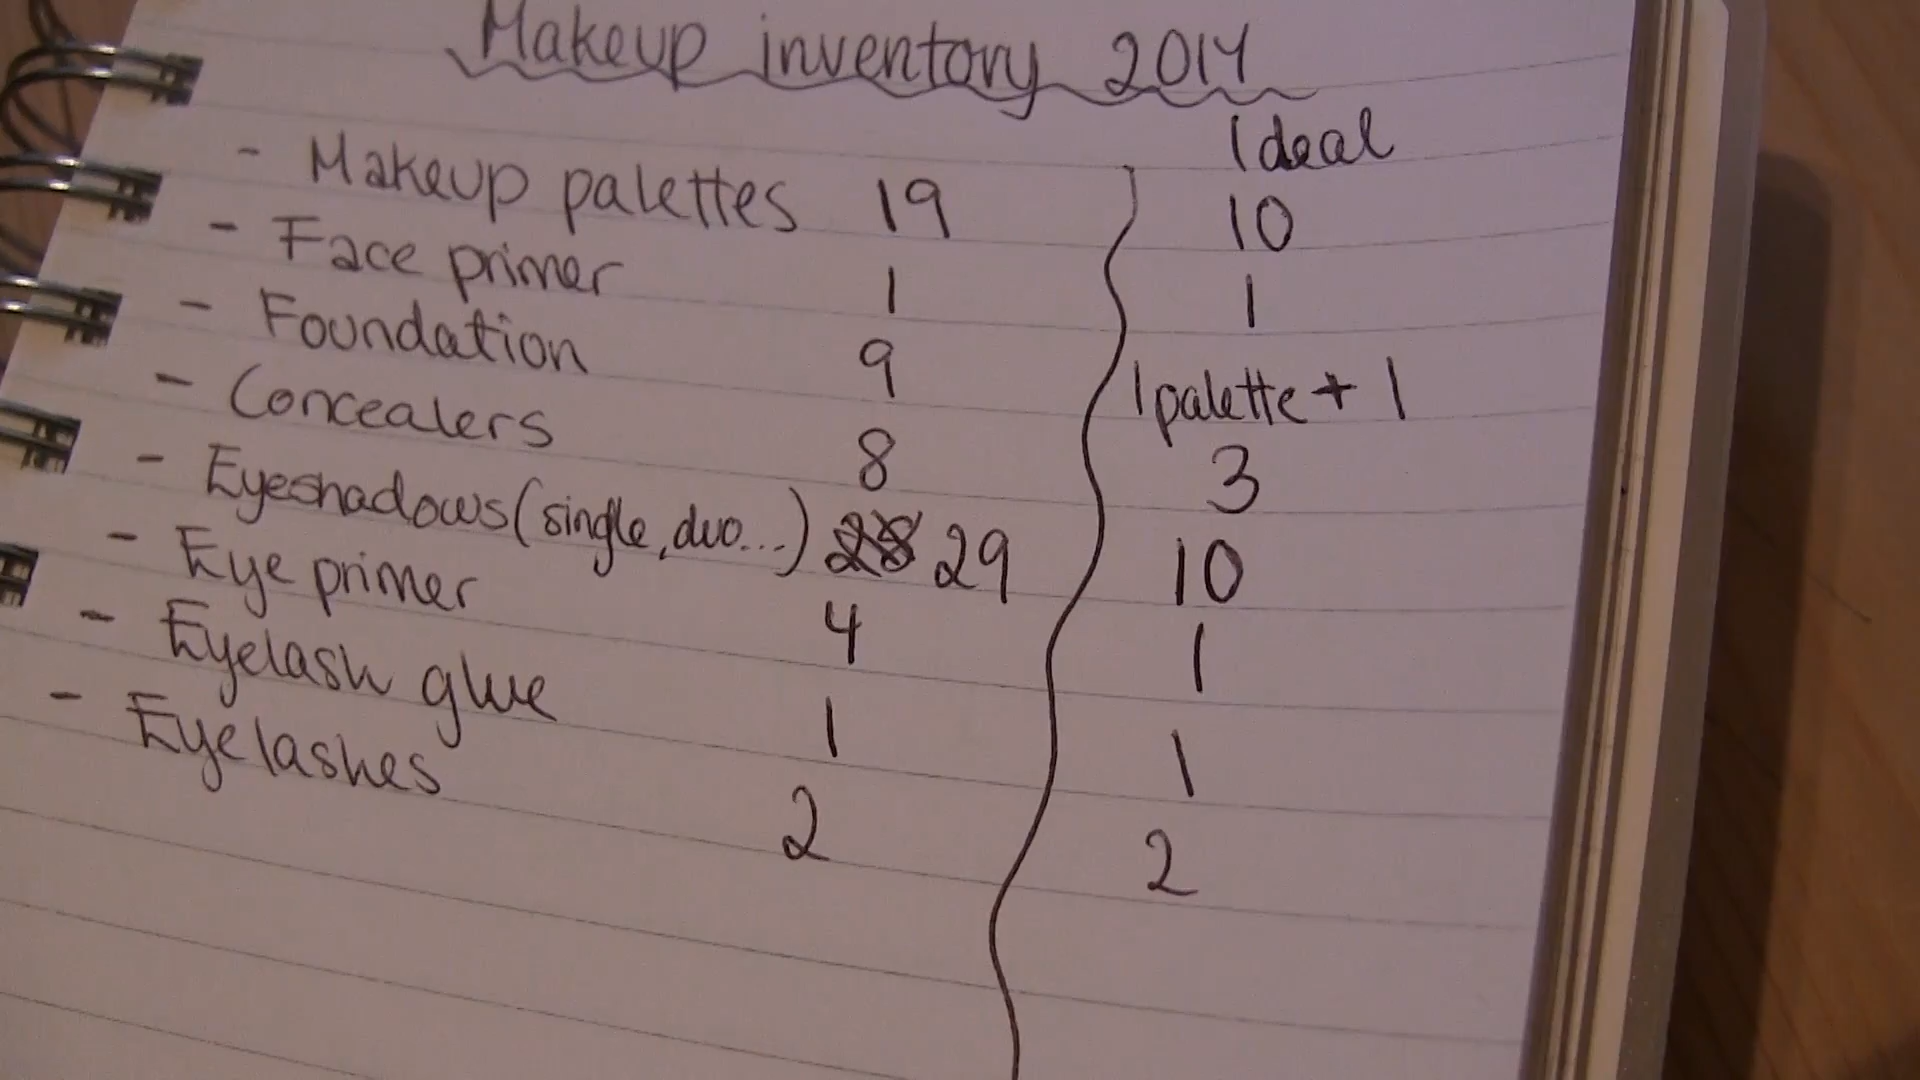 Makeup inventory 2014
Ideal
- Makeup palettes 19 10
- Face primer 1 1
- Foundation 9 1 palette + 1
- Concealers 8 3
- Eyeshadows (single, duo...) 28 29 10
- Eye primer 4 1
- Eyelash glue 1 1
- Eyelashes 2 2